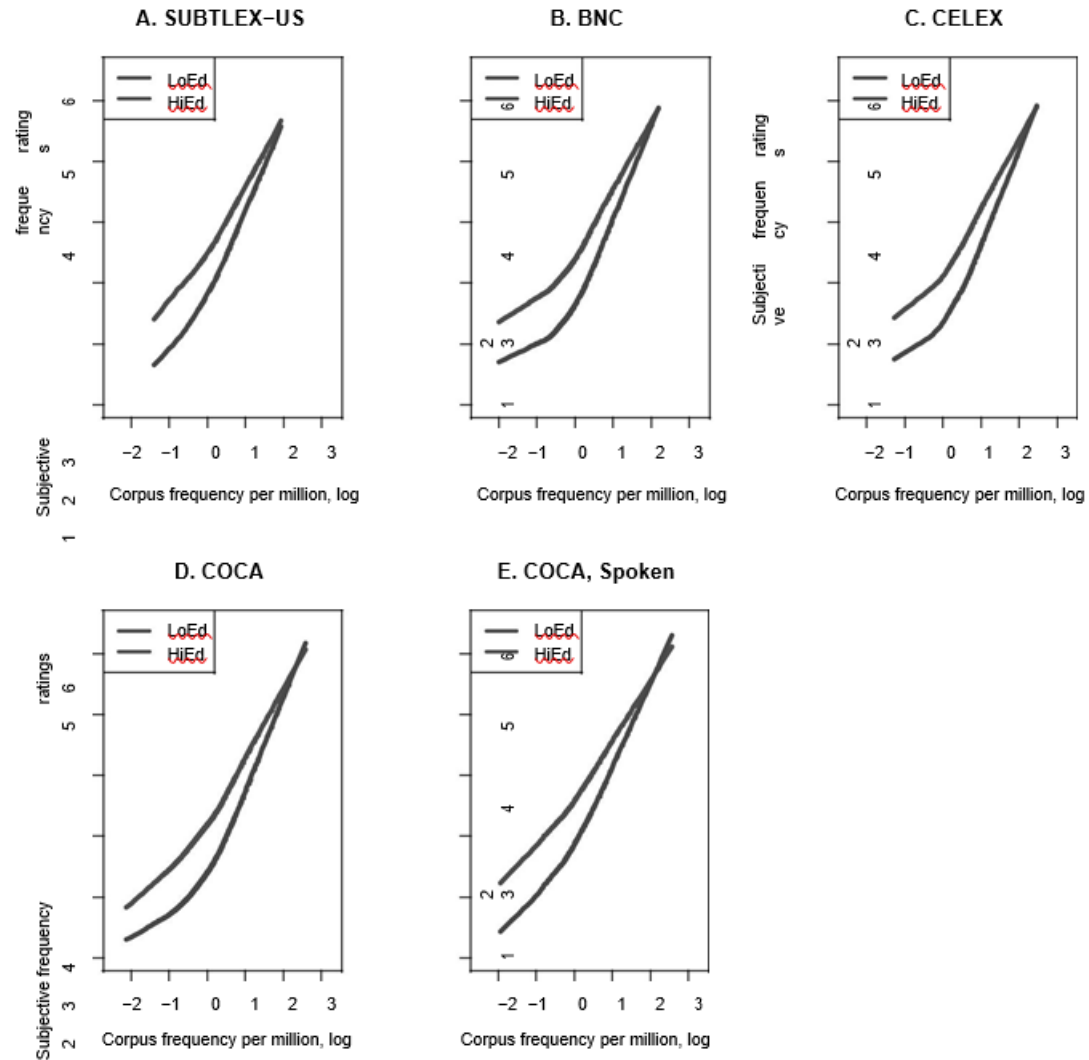 A. SUBTLEX−US
B. BNC
C. CELEX
LoEd
HiEd
LoEd
HiEd
LoEd
HiEd
Subjective
freque
ncy
rating
s
1
2
3
4
5
6
1
2
3
4
5
6
Subjecti
ve
frequen
cy
rating
s
1
2
3
4
5
6
−2 −1 0 1 2 3
−2 −1 0 1 2 3
−2 −1 0 1 2 3
Corpus frequency per million, log
Corpus frequency per million, log
Corpus frequency per million, log
D. COCA
E. COCA, Spoken
LoEd
HiEd
LoEd
HiEd
Subjective frequency
ratings
2
3
4
5
6
1
2
3
4
5
6
−2 −1 0 1 2 3
−2 −1 0 1 2 3
Corpus frequency per million, log
Corpus frequency per million, log